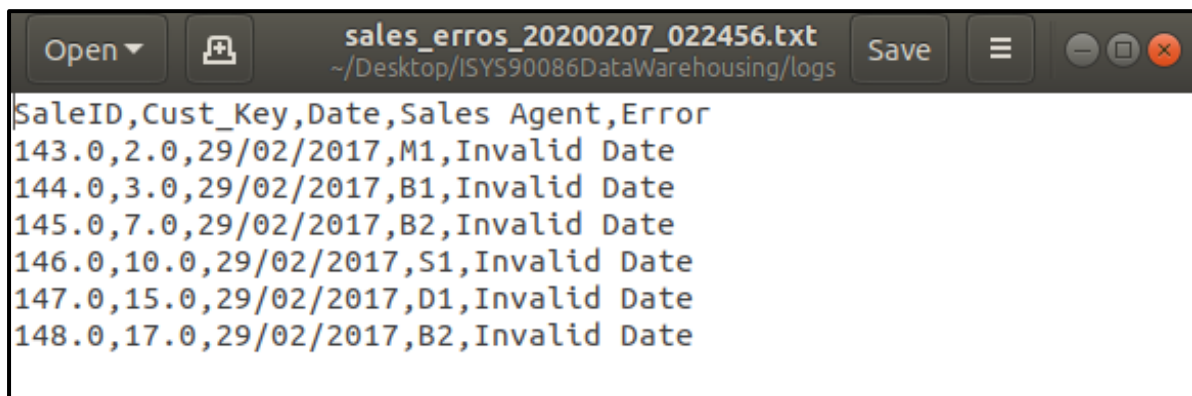 Open
sales_erros_20200207_022456.txt
~/Desktop/ISYS90086DataWarehousing/logs
Save
SaleID,Cust_Key,Date,Sales Agent,Error
143.0,2.0,29/02/2017,M1,Invalid Date
144.0,3.0,29/02/2017,B1,Invalid Date
145.0,7.0,29/02/2017,B2,Invalid Date
146.0,10.0,29/02/2017,S1,Invalid Date
147.0,15.0,29/02/2017,D1,Invalid Date
148.0,17.0,29/02/2017,B2,Invalid Date